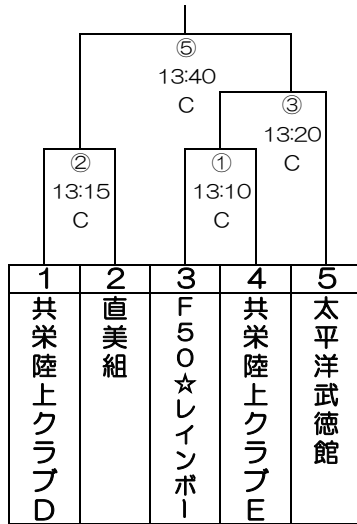 ⑤
13:40
C
③
13:20
C
②
13:15
C
①
13:10
C
1 2 3 4 5
共栄陸上クラブD
直美組
F50☆レインボー
共栄陸上クラブE
太平洋武徳館